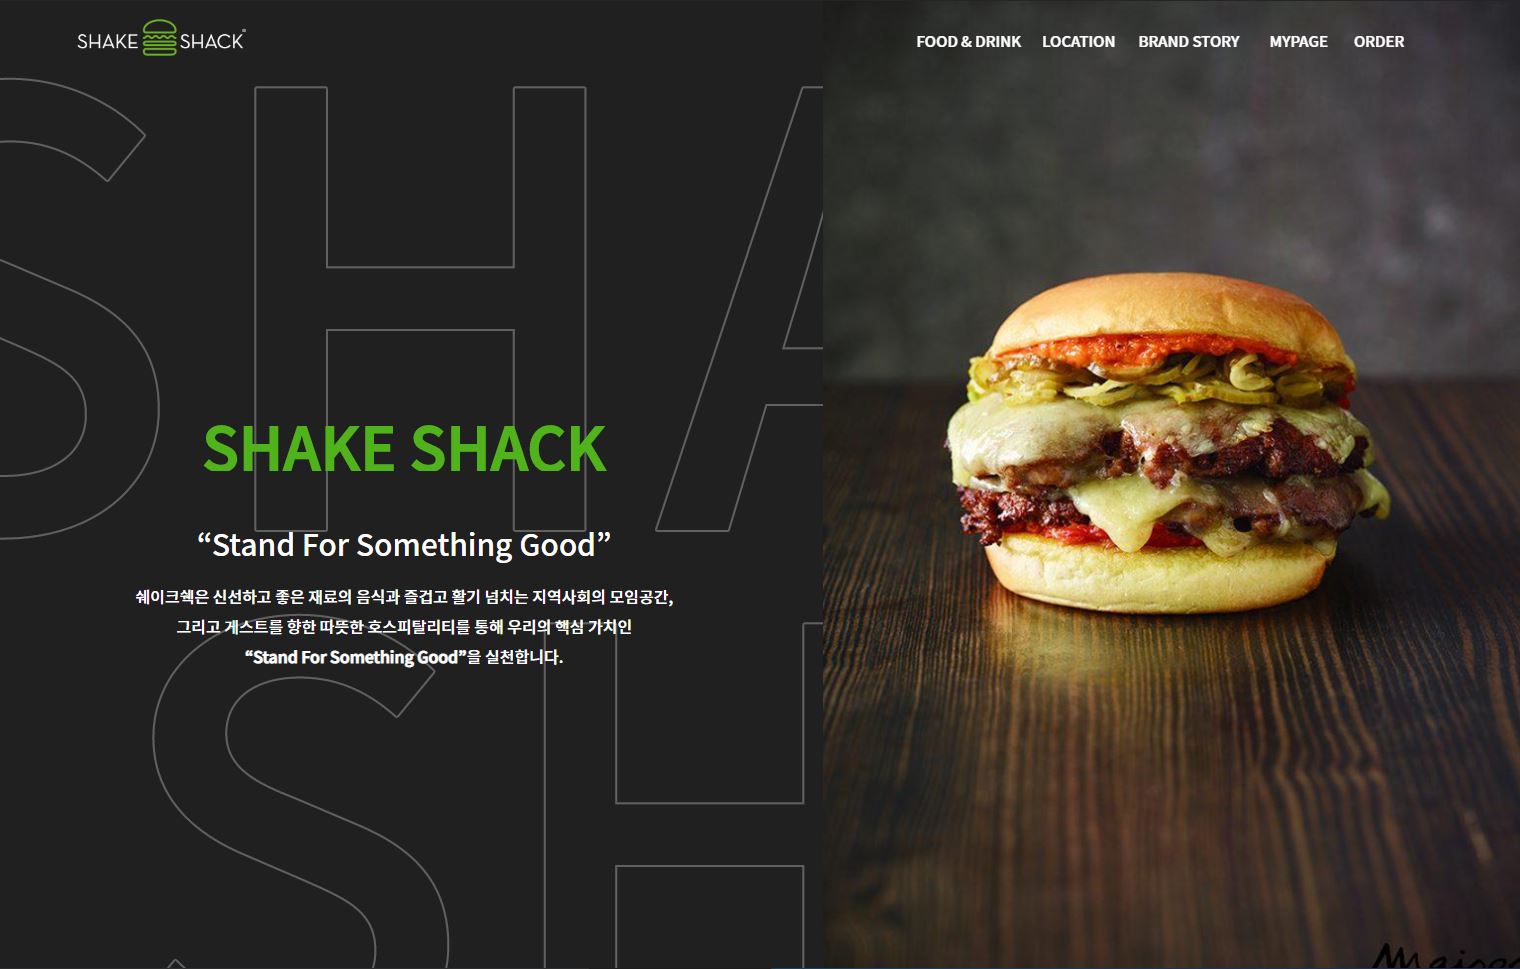 SHAKE SHACK
FOOD & DRINK LOCATION BRAND STORY MYPAGE ORDER
SHA
SHAKE SHACK
“Stand For Something Good”
쉐이크쉑은 신선하고 좋은 재료의 음식과 즐겁고 활기 넘치는 지역사회의 모임공간,
그리고 게스트를 향한 따뜻한 호스피탈리티를 통해 우리의 핵심 가치인
“Stand For Something Good”을 실천합니다.
SH